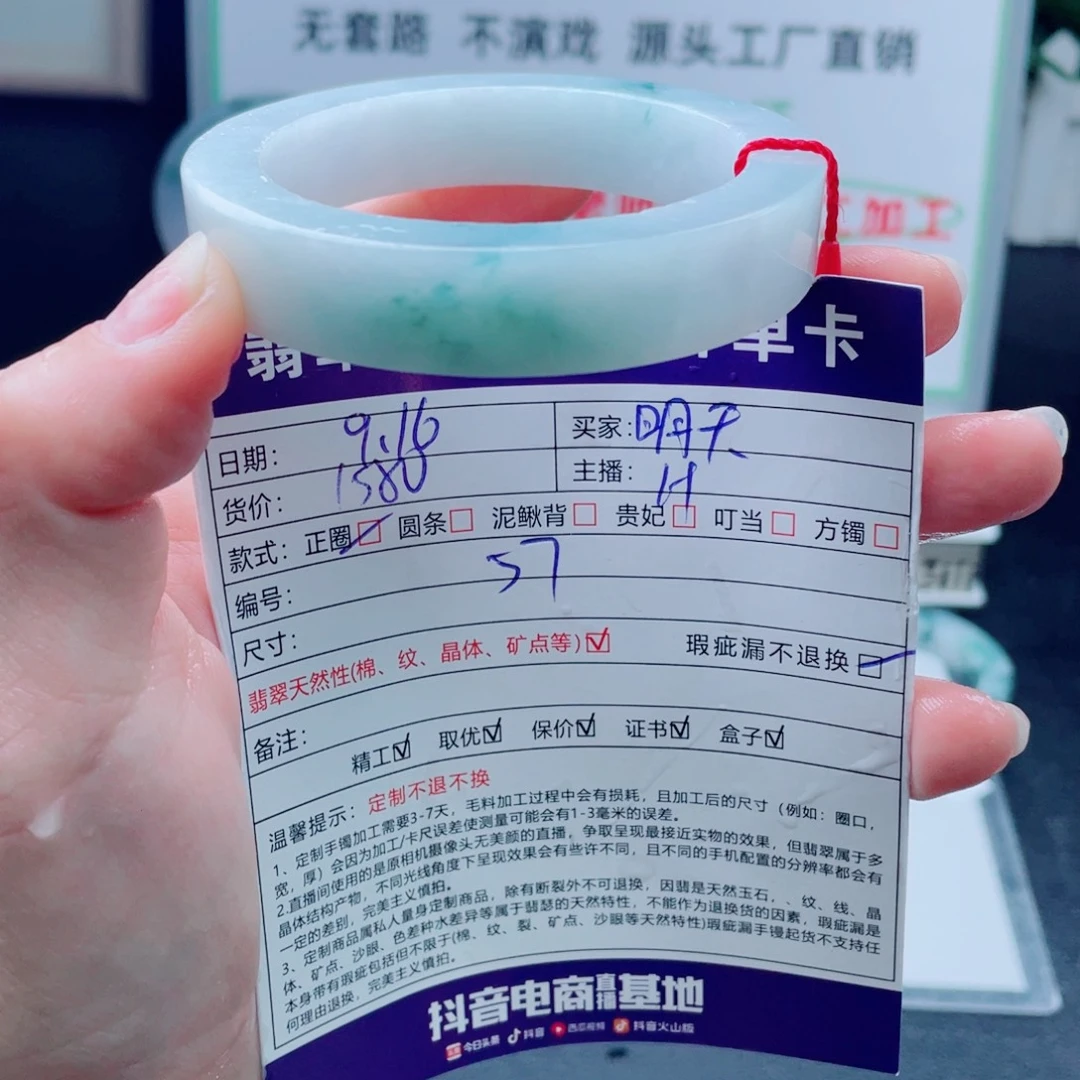 无套路 不演戏 源头工厂直销
工加工
翡 单卡
日期: 9.16 买家: 明天
货价: 1580 主播: H
款式: 正圈 圆条 泥鳅背 贵妃 叮当 方镯
编号: 57
尺寸:
翡翠天然性(棉、纹、晶体、矿点等) 瑕疵漏不退换
备注:
精工 取优 保价 证书 盒子
温馨提示: 定制不退不换
1、定制手镯加工需要3-7天, 毛料加工过程中会有损耗, 且加工后的尺寸 (例如: 圈口,
宽, 厚) 会因为加工/卡尺误差使测量可能会有1-3毫米的误差。
2.直播间使用的是原相机摄像头无美颜的直播, 争取呈现最接近实物的效果, 但翡翠属于多
晶体结构产物, 不同光线角度下呈现效果会有些许不同, 且不同的手机配置的分辨率都会有
一定的差别, 完美主义慎拍。
3、定制商品属私人量身定制商品, 除有断裂外不可退换, 因翡是天然玉石, 、纹、线、晶
体、矿点、沙眼、色差种水差异等属于翡瑟的天然特性, 不能作为退换货的因素, 瑕疵漏是
本身带有瑕疵包括但不限于(棉、纹、裂、矿点、沙眼等天然特性)瑕疵漏手镘起货不支持任
何理由退换, 完美主义慎拍。
抖音电商直播基地
今日头条 抖音 西瓜视频 抖音火山版